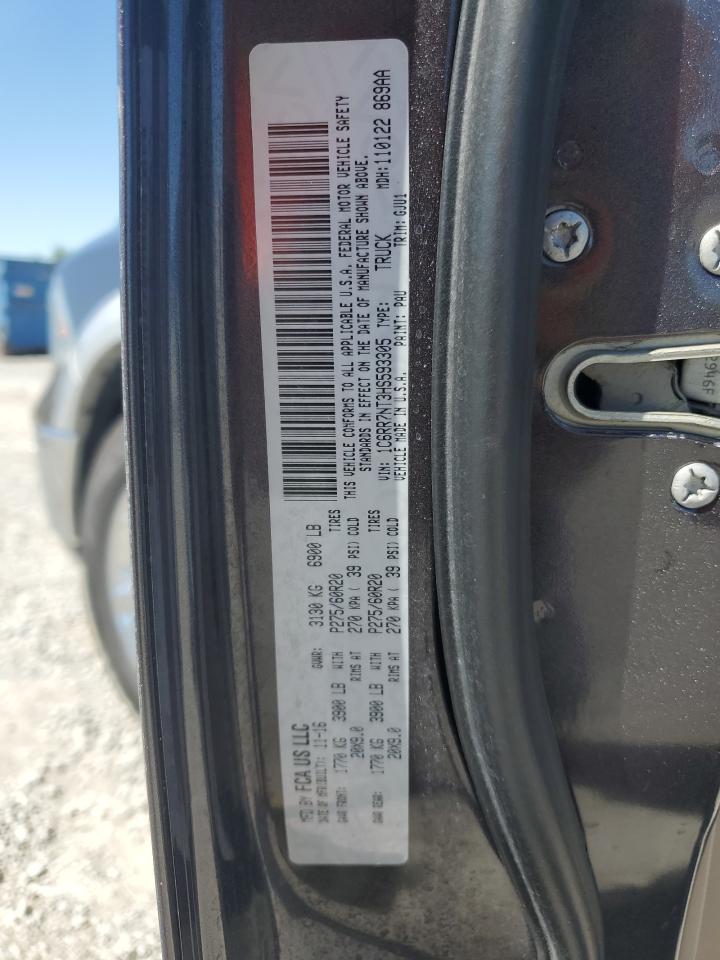 MFD BY FCA US LLC
DATE OF MFR(BUILT): 11-16 GVWR: 3130 KG 6900 LB
GAWR FRONT: 1770 KG 3900 LB WITH P275/60R20 TIRES
20X9.0 RIMS AT 270 KPA ( 39 PSI) COLD
GAWR REAR: 1770 KG 3900 LB WITH P275/60R20 TIRES
20X9.0 RIMS AT 270 KPA ( 39 PSI) COLD
THIS VEHICLE CONFORMS TO ALL APPLICABLE U.S.A. FEDERAL MOTOR VEHICLE SAFETY
STANDARDS IN EFFECT ON THE DATE OF MANUFACTURE SHOWN ABOVE.
VIN: 1C6RR7NT3HS593305 TYPE: TRUCK MDH:110122 869AA
VEHICLE MADE IN U.S.A. PAINT: PAU TRIM: GJU1
2946F